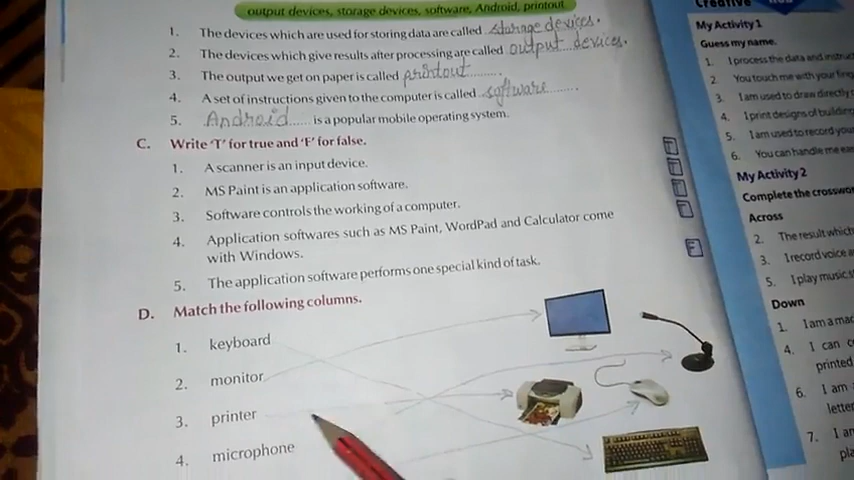 output devices, storage devices, software, Android, printout
1. The devices which are used for storing data are called storage devices.
2. The devices which give results after processing are called output devices.
3. The output we get on paper is called printout
4. A set of instructions given to the computer is called software
5. Android is a popular mobile operating system.
C. Write 'T' for true and 'F' for false.
1. A scanner is an input device. T
2. MS Paint is an application software. T
3. Software controls the working of a computer. T
4. Application softwares such as MS Paint, WordPad and Calculator come T
with Windows.
5. The application software performs one special kind of task. F
D. Match the following columns.
1. keyboard
2. monitor
3. printer
4. microphone
Creative
My Activity 1
Guess my name.
1. I process the data and
2. You touch me with your
3. I am used to draw directly
4. I print designs of
5. I am used to record your
6. You can handle me
My Activity 2
Complete the
Across
2. The result which
3. I record voice
5. I play music
Down
1. I am a
4. I can
printed
6. I am
7. I